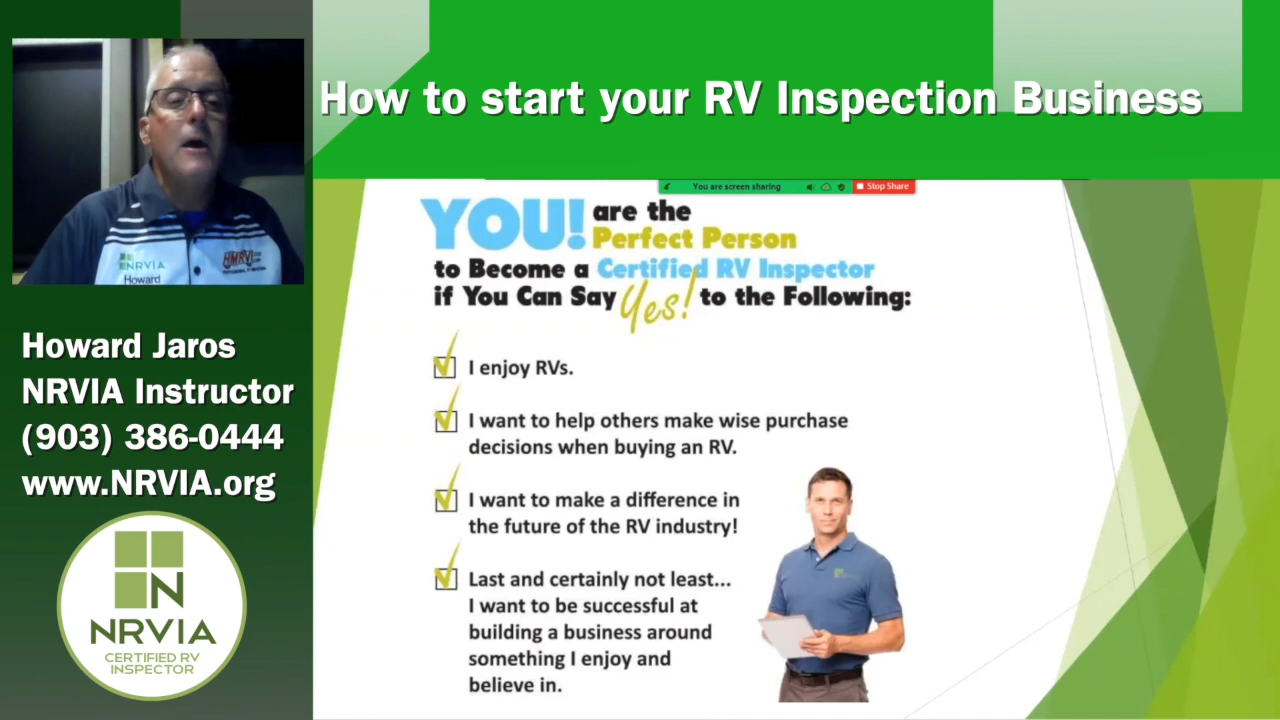 How to start your RV Inspection Business
You are screen sharing
Stop Share
YOU! are the
Perfect Person
to Become a Certified RV Inspector
if You Can Say Yes! to the Following:
I enjoy RVs.
I want to help others make wise purchase
decisions when buying an RV.
I want to make a difference in
the future of the RV industry!
Last and certainly not least...
I want to be successful at
building a business around
something I enjoy and
believe in.
NRVIA
Howard
Howard Jaros
NRVIA Instructor
(903) 386-0444
www.NRVIA.org
N
NRVIA
CERTIFIED RV
INSPECTOR